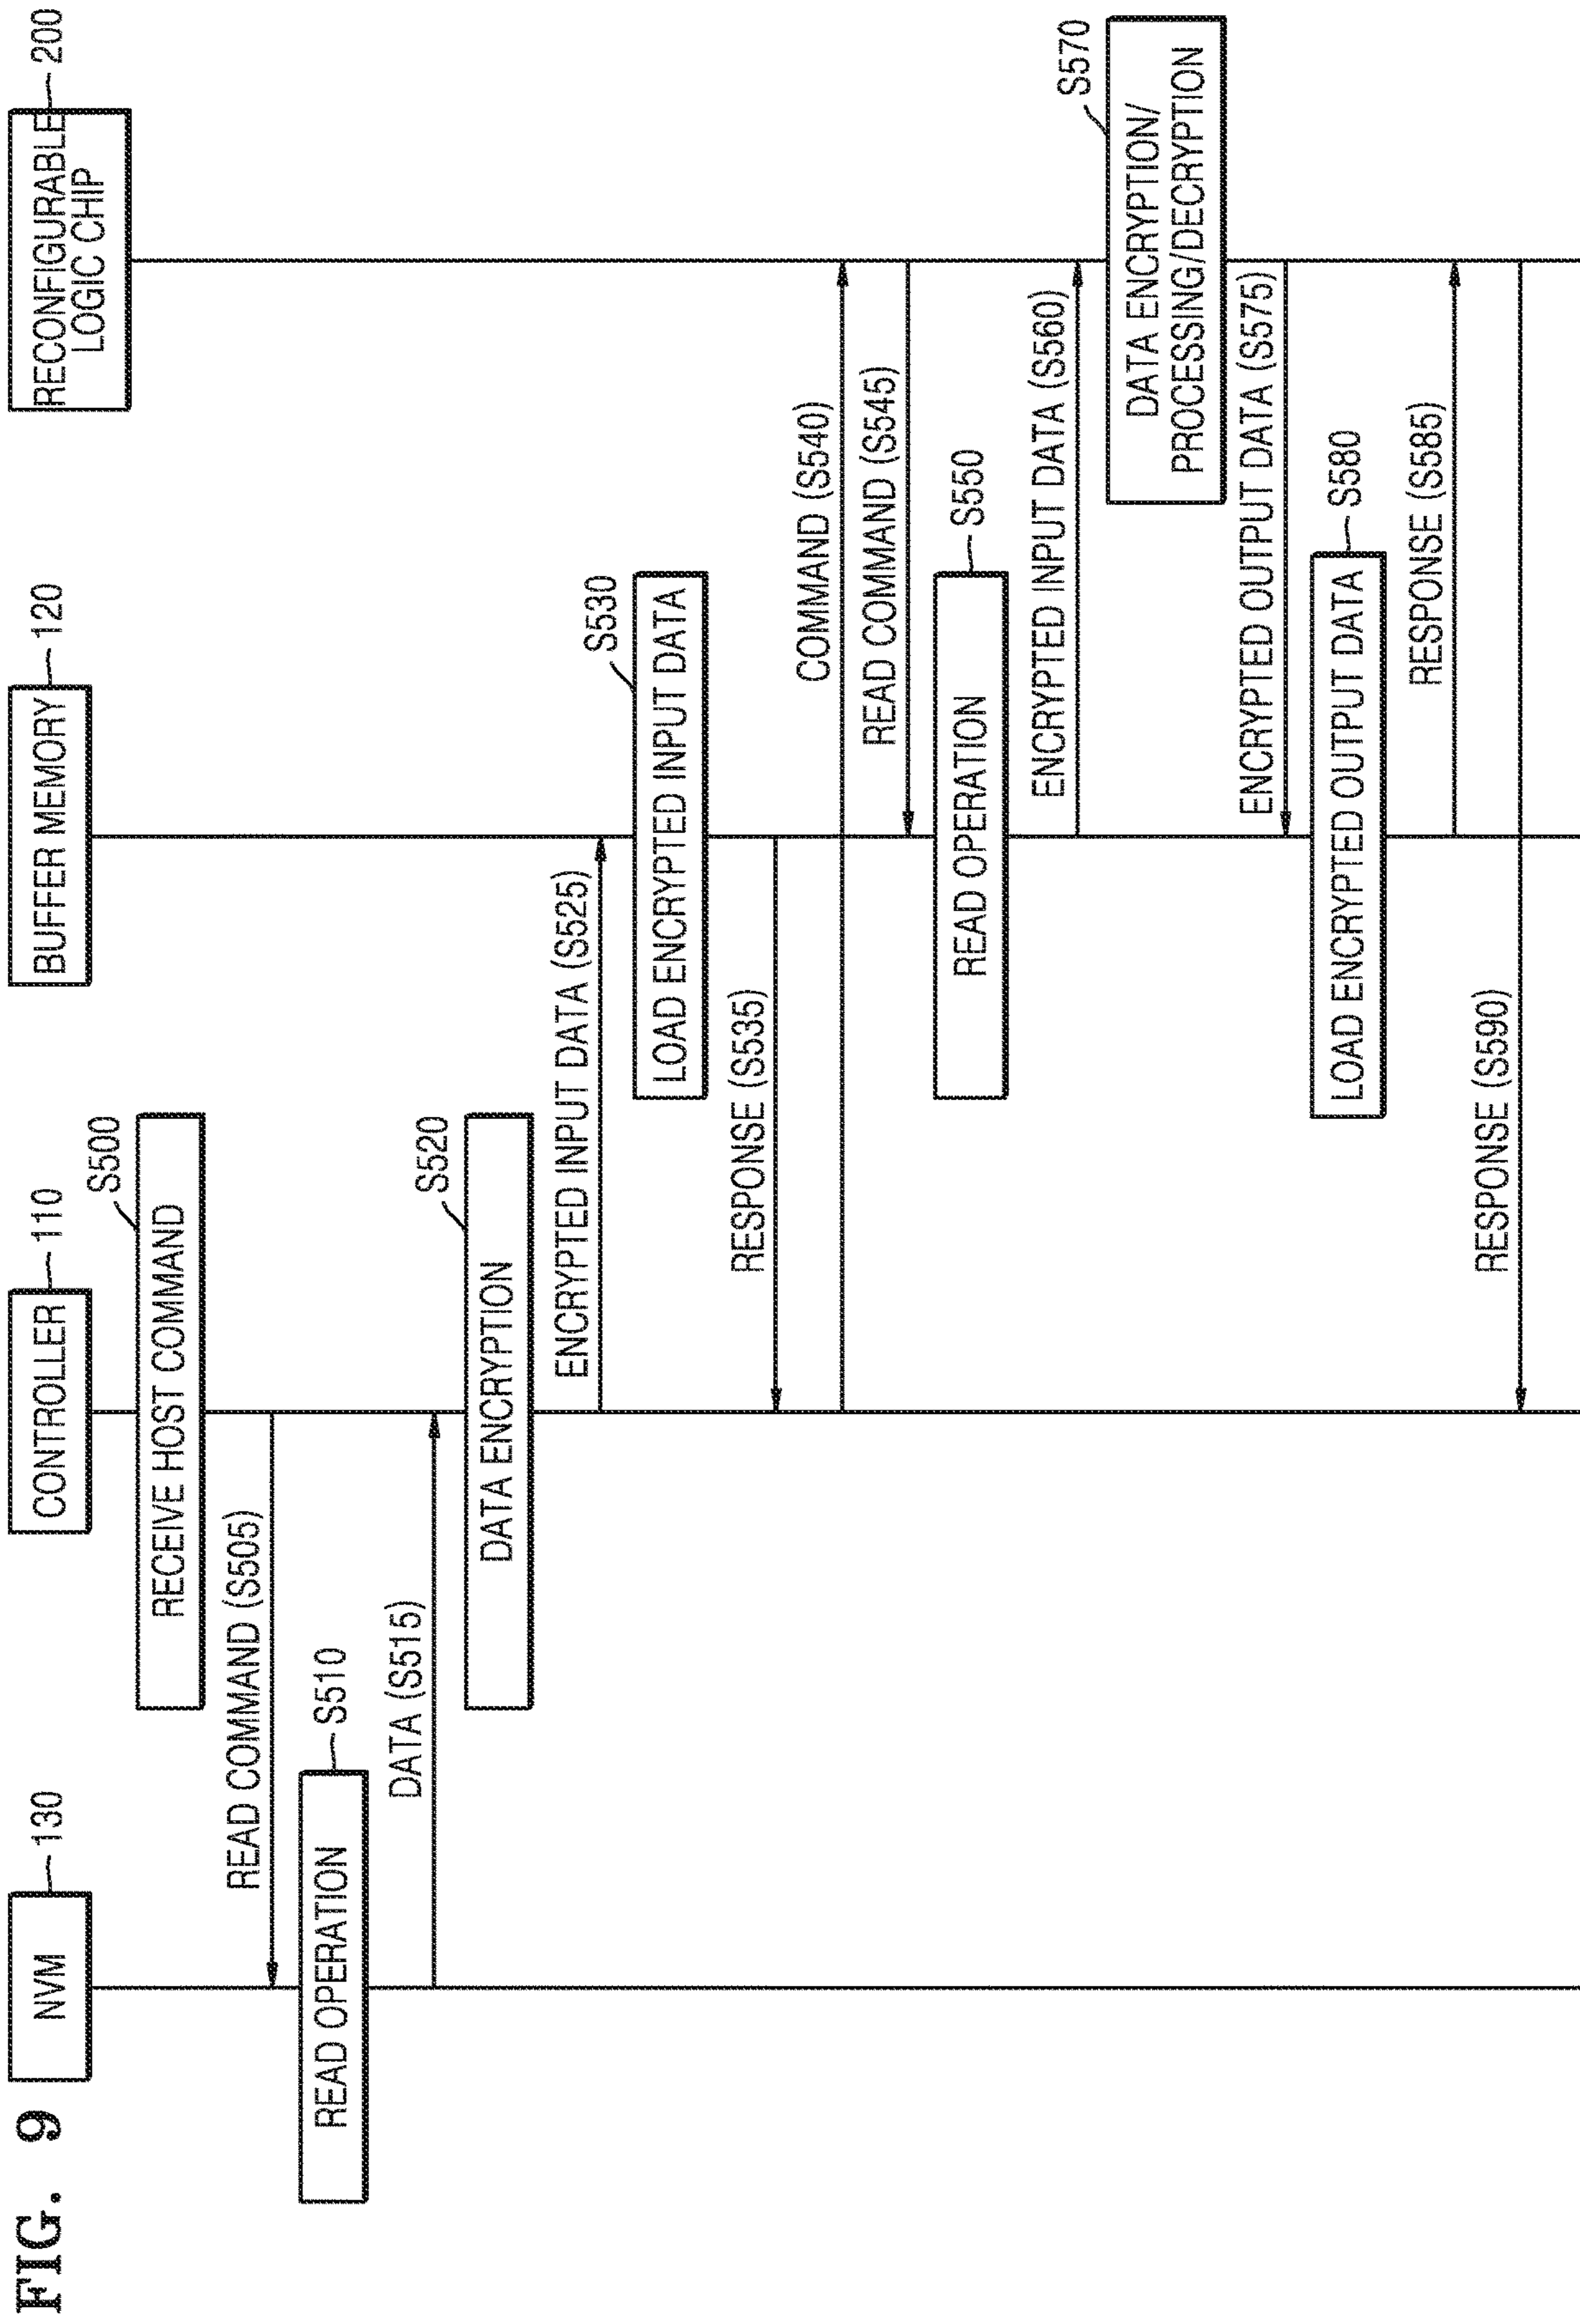 FIG. 9
NVM
130
CONTROLLER
110
BUFFER MEMORY
120
RECONFIGURABLE
LOGIC CHIP
200
RECEIVE HOST COMMAND
S500
READ COMMAND (S505)
READ OPERATION
S510
DATA (S515)
DATA ENCRYPTION
S520
ENCRYPTED INPUT DATA (S525)
LOAD ENCRYPTED INPUT DATA
S530
RESPONSE (S535)
COMMAND (S540)
READ COMMAND (S545)
READ OPERATION
S550
ENCRYPTED INPUT DATA (S560)
DATA ENCRYPTION/
PROCESSING/DECRYPTION
S570
ENCRYPTED OUTPUT DATA (S575)
LOAD ENCRYPTED OUTPUT DATA
S580
RESPONSE (S585)
RESPONSE (S590)